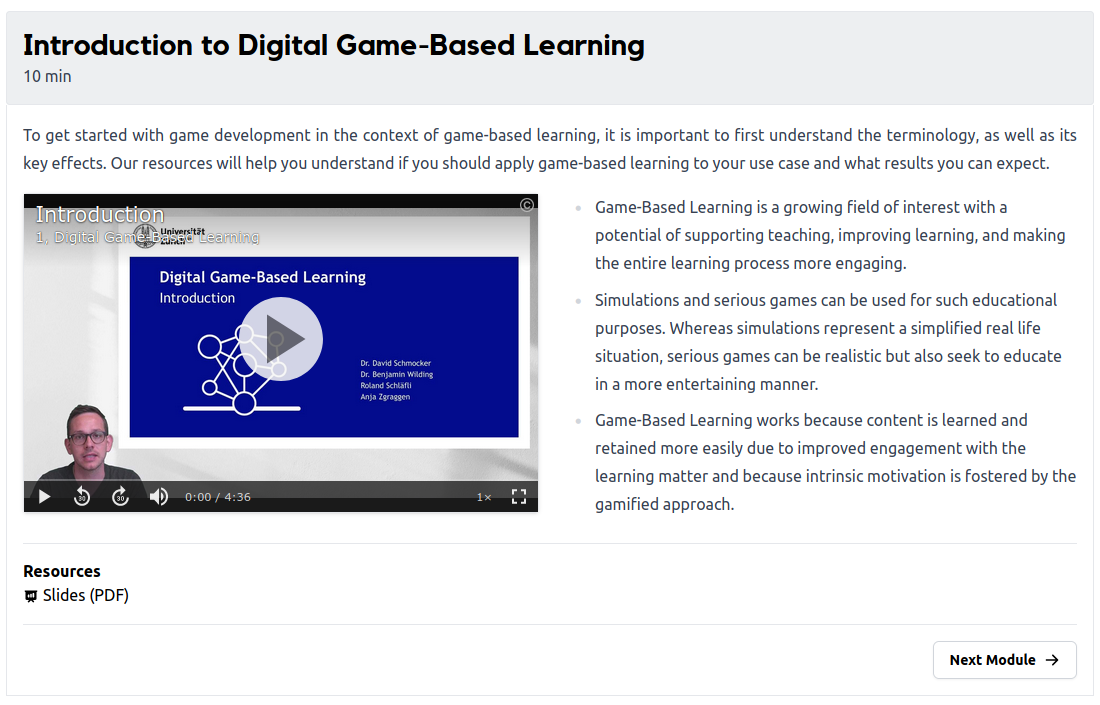 Introduction to Digital Game-Based Learning
10 min
To get started with game development in the context of game-based learning, it is important to first understand the terminology, as well as its
key effects. Our resources will help you understand if you should apply game-based learning to your use case and what results you can expect.
Introduction
©
1, Digital Game-Based Learning
Universität
Digital Game-Based Learning
Introduction
Dr. David Schmocker
Dr. Benjamin Wilding
Roland Schläfli
Anja Zgraggen
30
30
0:00 / 4:36
1×
Game-Based Learning is a growing field of interest with a
potential of supporting teaching, improving learning, and making
the entire learning process more engaging.
Simulations and serious games can be used for such educational
purposes. Whereas simulations represent a simplified real life
situation, serious games can be realistic but also seek to educate
in a more entertaining manner.
Game-Based Learning works because content is learned and
retained more easily due to improved engagement with the
learning matter and because intrinsic motivation is fostered by the
gamified approach.
Resources
Slides (PDF)
Next Module →